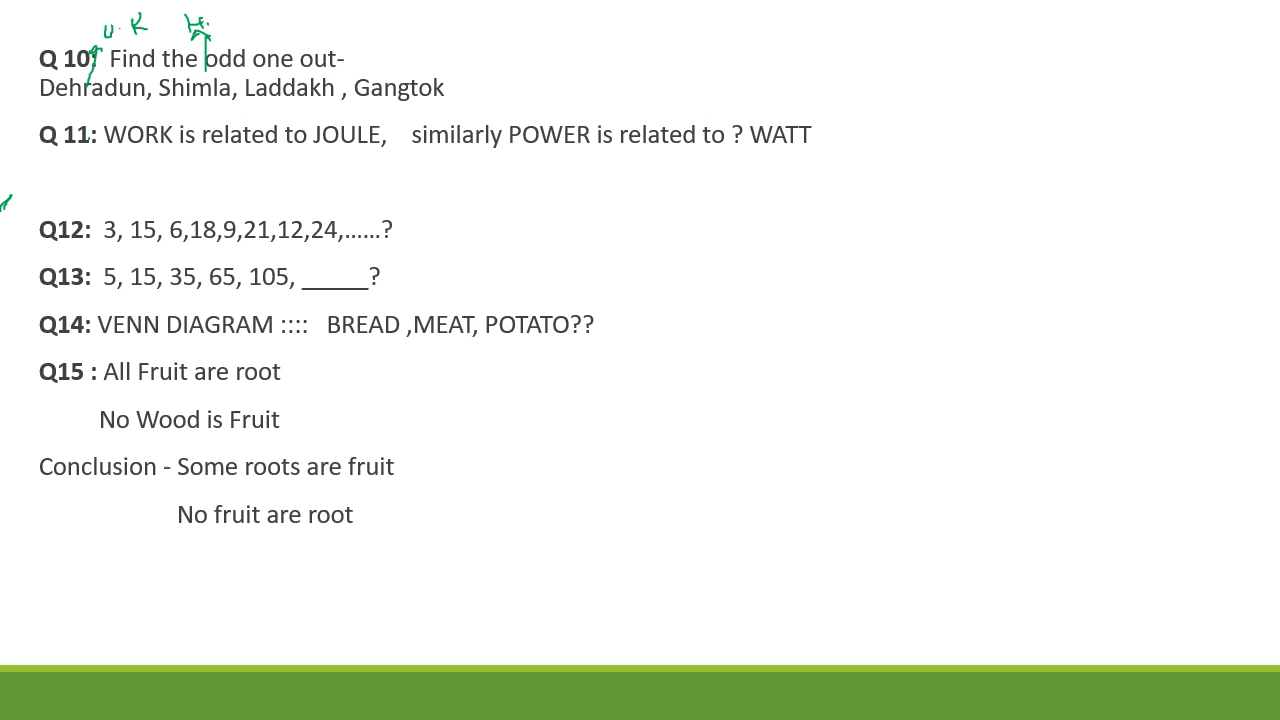 U.K Hi.
Q 10: Find the odd one out-
Dehradun, Shimla, Laddakh , Gangtok
Q 11: WORK is related to JOULE, similarly POWER is related to ? WATT
Q12: 3, 15, 6,18,9,21,12,24,......?
Q13: 5, 15, 35, 65, 105, _____?
Q14: VENN DIAGRAM :::: BREAD ,MEAT, POTATO??
Q15 : All Fruit are root
No Wood is Fruit
Conclusion - Some roots are fruit
No fruit are root